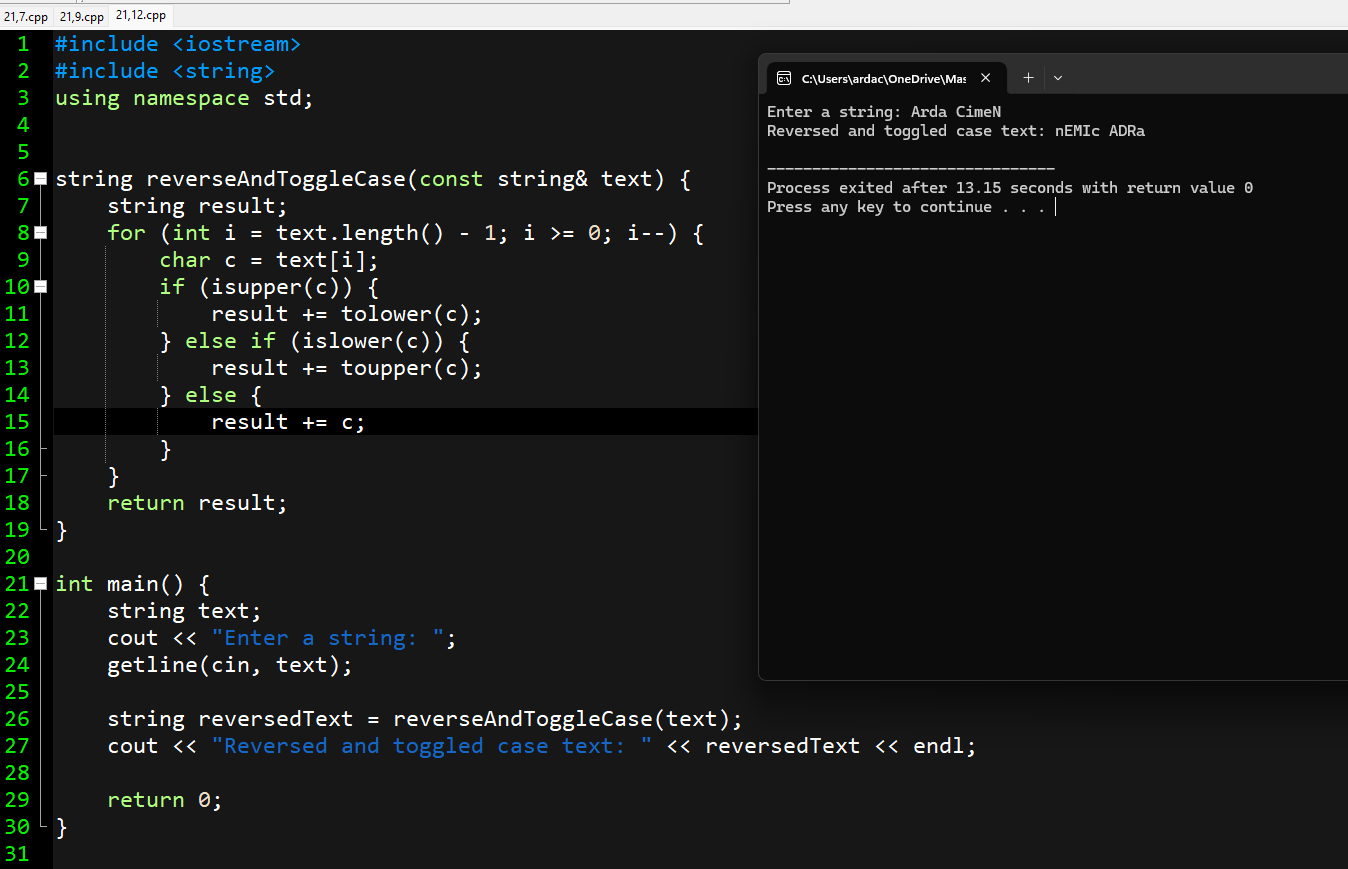 21,7.cpp 21,9.cpp 21,12.cpp
1 #include <iostream>
2 #include <string>
3 using namespace std;
4
5
6 string reverseAndToggleCase(const string& text) {
7 string result;
8 for (int i = text.length() - 1; i >= 0; i--) {
9 char c = text[i];
10 if (isupper(c)) {
11 result += tolower(c);
12 } else if (islower(c)) {
13 result += toupper(c);
14 } else {
15 result += c;
16 }
17 }
18 return result;
19 }
20
21 int main() {
22 string text;
23 cout << "Enter a string: ";
24 getline(cin, text);
25
26 string reversedText = reverseAndToggleCase(text);
27 cout << "Reversed and toggled case text: " << reversedText << endl;
28
29 return 0;
30 }
31
C:\Users\ardac\OneDrive\Mas
Enter a string: Arda CimeN
Reversed and toggled case text: nEMIc ADRa
--------------------------------
Process exited after 13.15 seconds with return value 0
Press any key to continue . . .